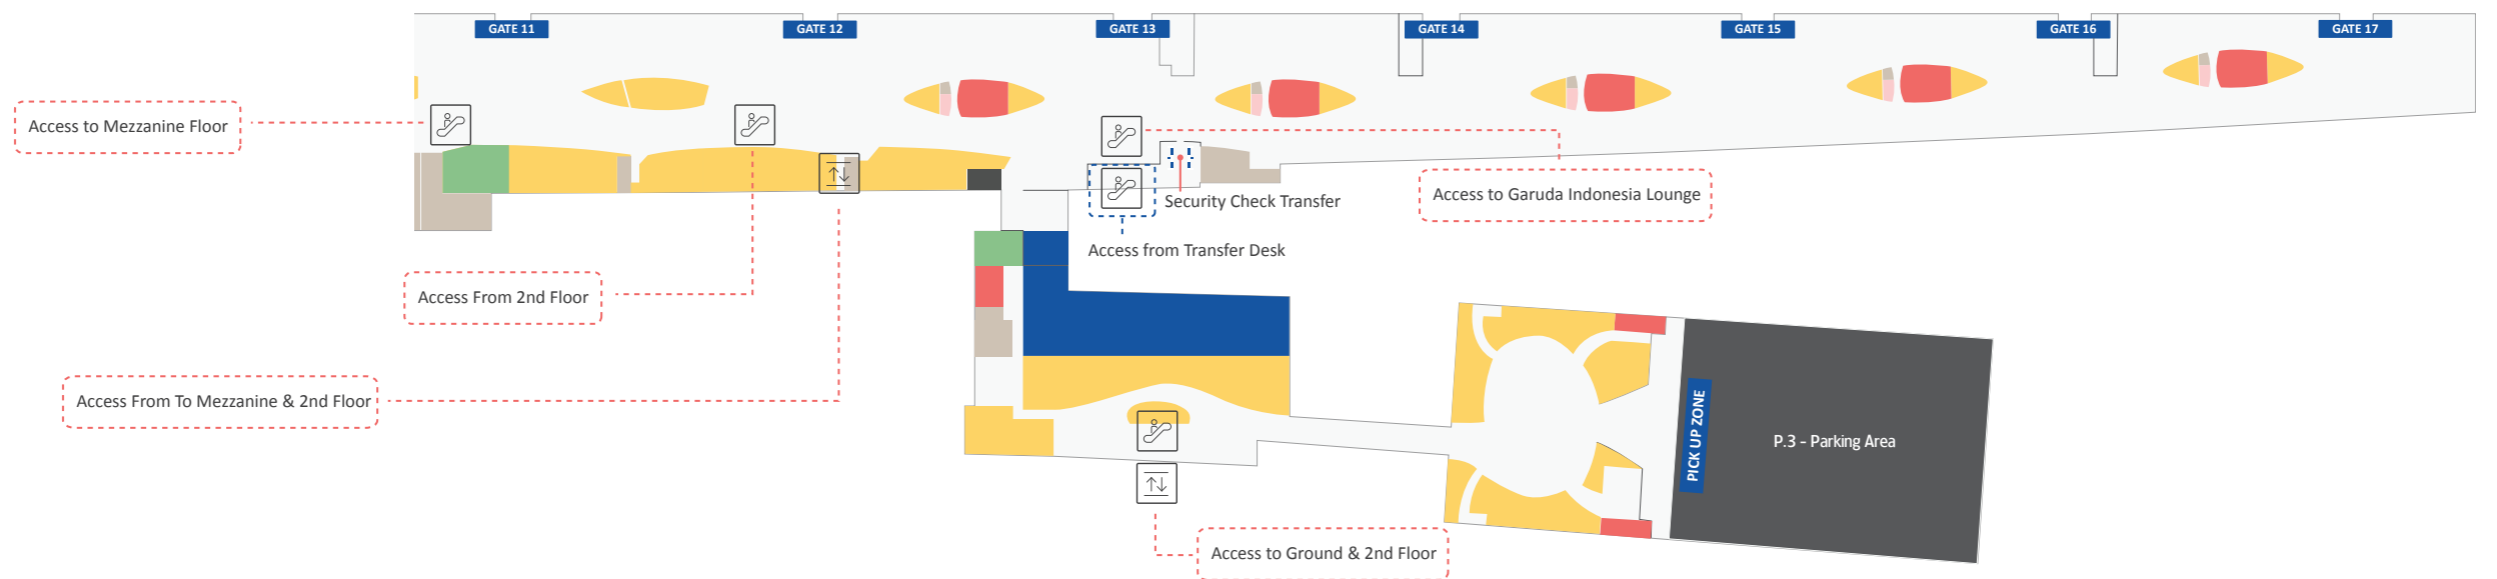 GATE 11
GATE 12
GATE 13
GATE 14
GATE 15
GATE 16
GATE 17
Access to Mezzanine Floor
Access to Garuda Indonesia Lounge
Security Check Transfer
Access from Transfer Desk
Access From 2nd Floor
Access From To Mezzanine & 2nd Floor
PICK UP ZONE
P.3 - Parking Area
Access to Ground & 2nd Floor